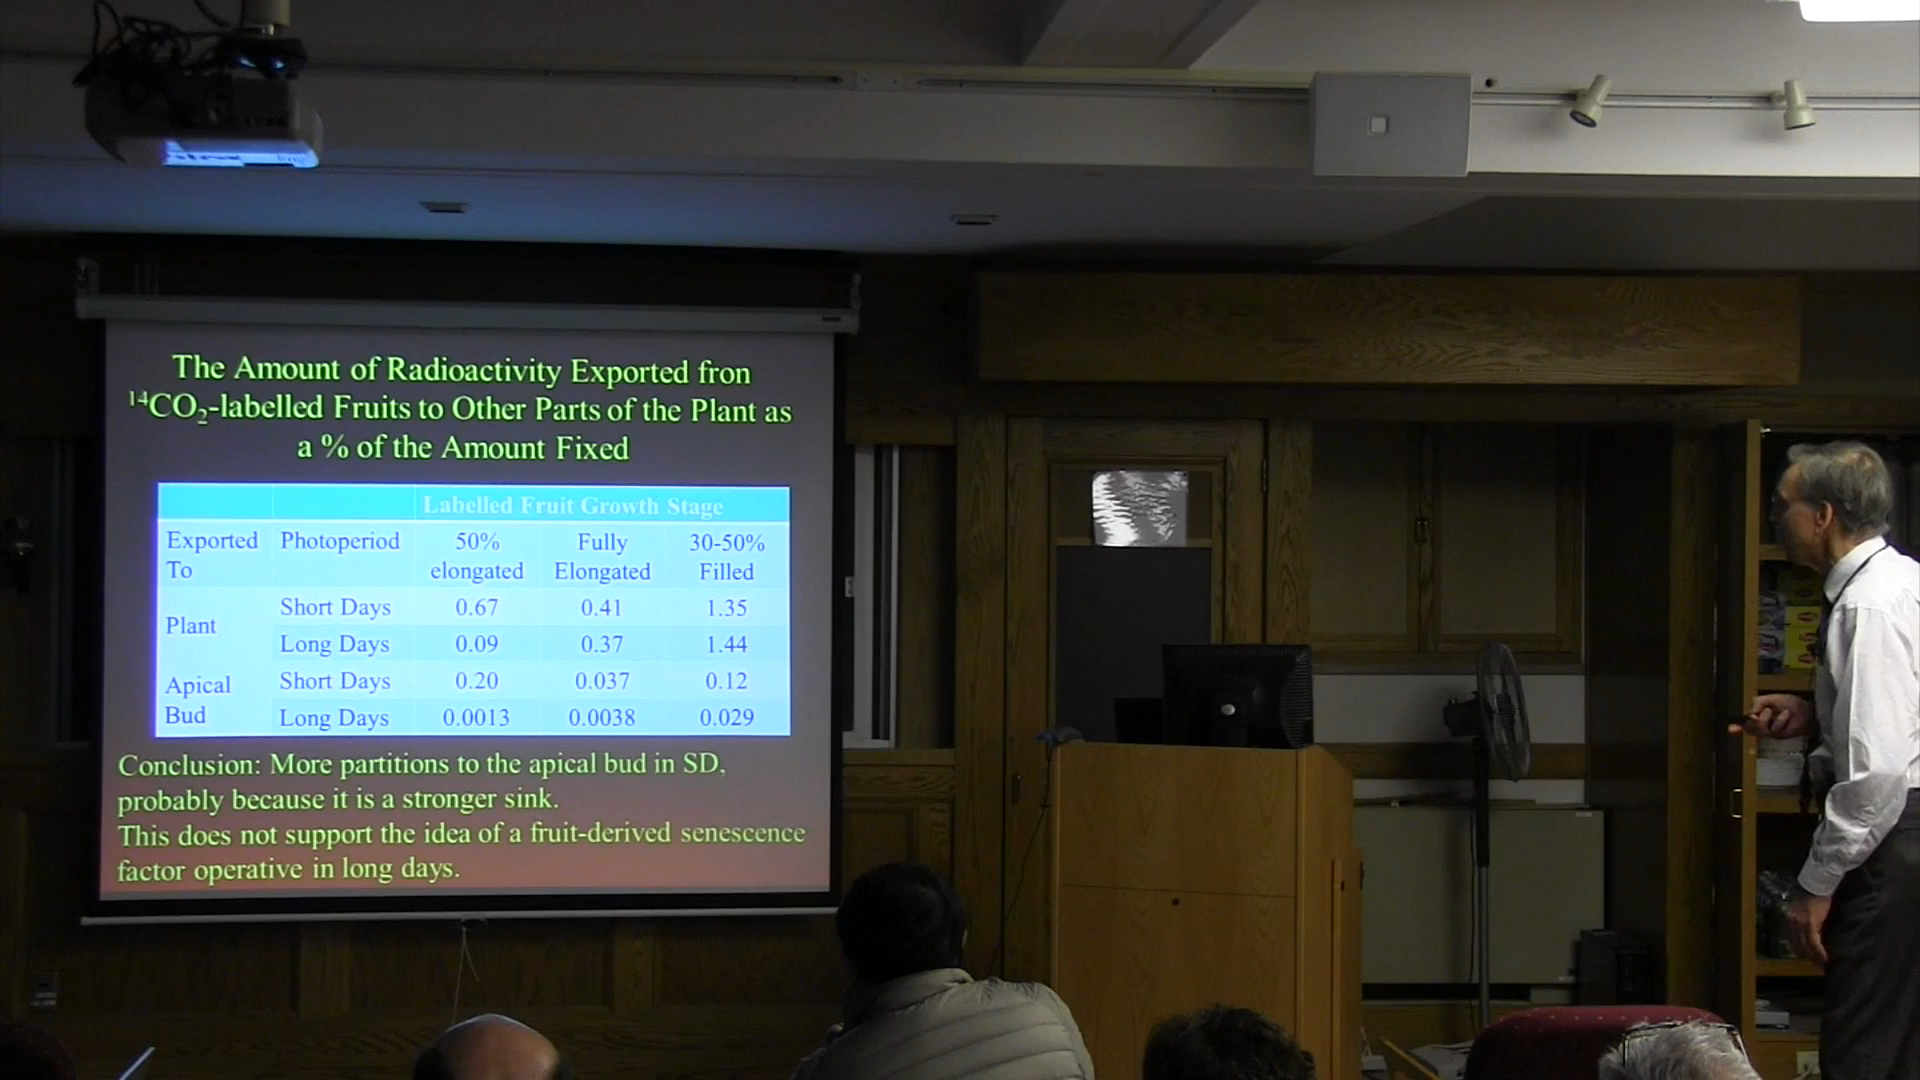 The Amount of Radioactivity Exported fron
¹⁴CO₂-labelled Fruits to Other Parts of the Plant as
a % of the Amount Fixed
Labelled Fruit Growth Stage
Exported To Photoperiod 50% elongated Fully Elongated 30-50% Filled
Plant Short Days 0.67 0.41 1.35
Long Days 0.09 0.37 1.44
Apical Bud Short Days 0.20 0.037 0.12
Long Days 0.0013 0.0038 0.029
Conclusion: More partitions to the apical bud in SD,
probably because it is a stronger sink.
This does not support the idea of a fruit-derived senescence
factor operative in long days.